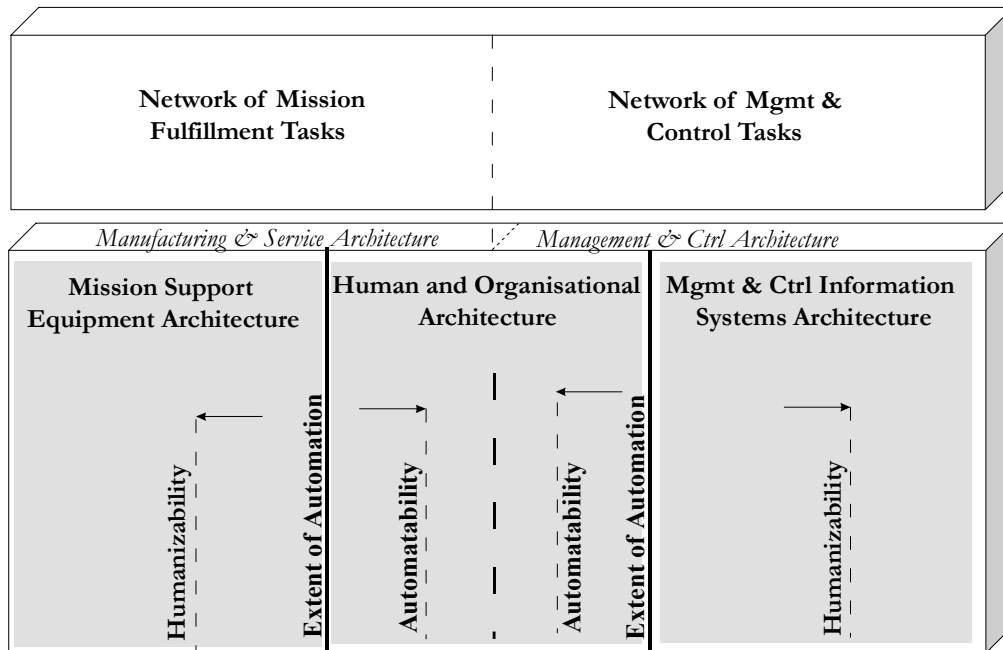 Network of Mission
Fulfillment Tasks
Network of Mgmt &
Control Tasks
Manufacturing & Service Architecture
Management & Ctrl Architecture
Mission Support
Equipment Architecture
Human and Organisational
Architecture
Mgmt & Ctrl Information
Systems Architecture
Humanizability
Extent of Automation
Automatability
Automatability
Extent of Automation
Humanizability